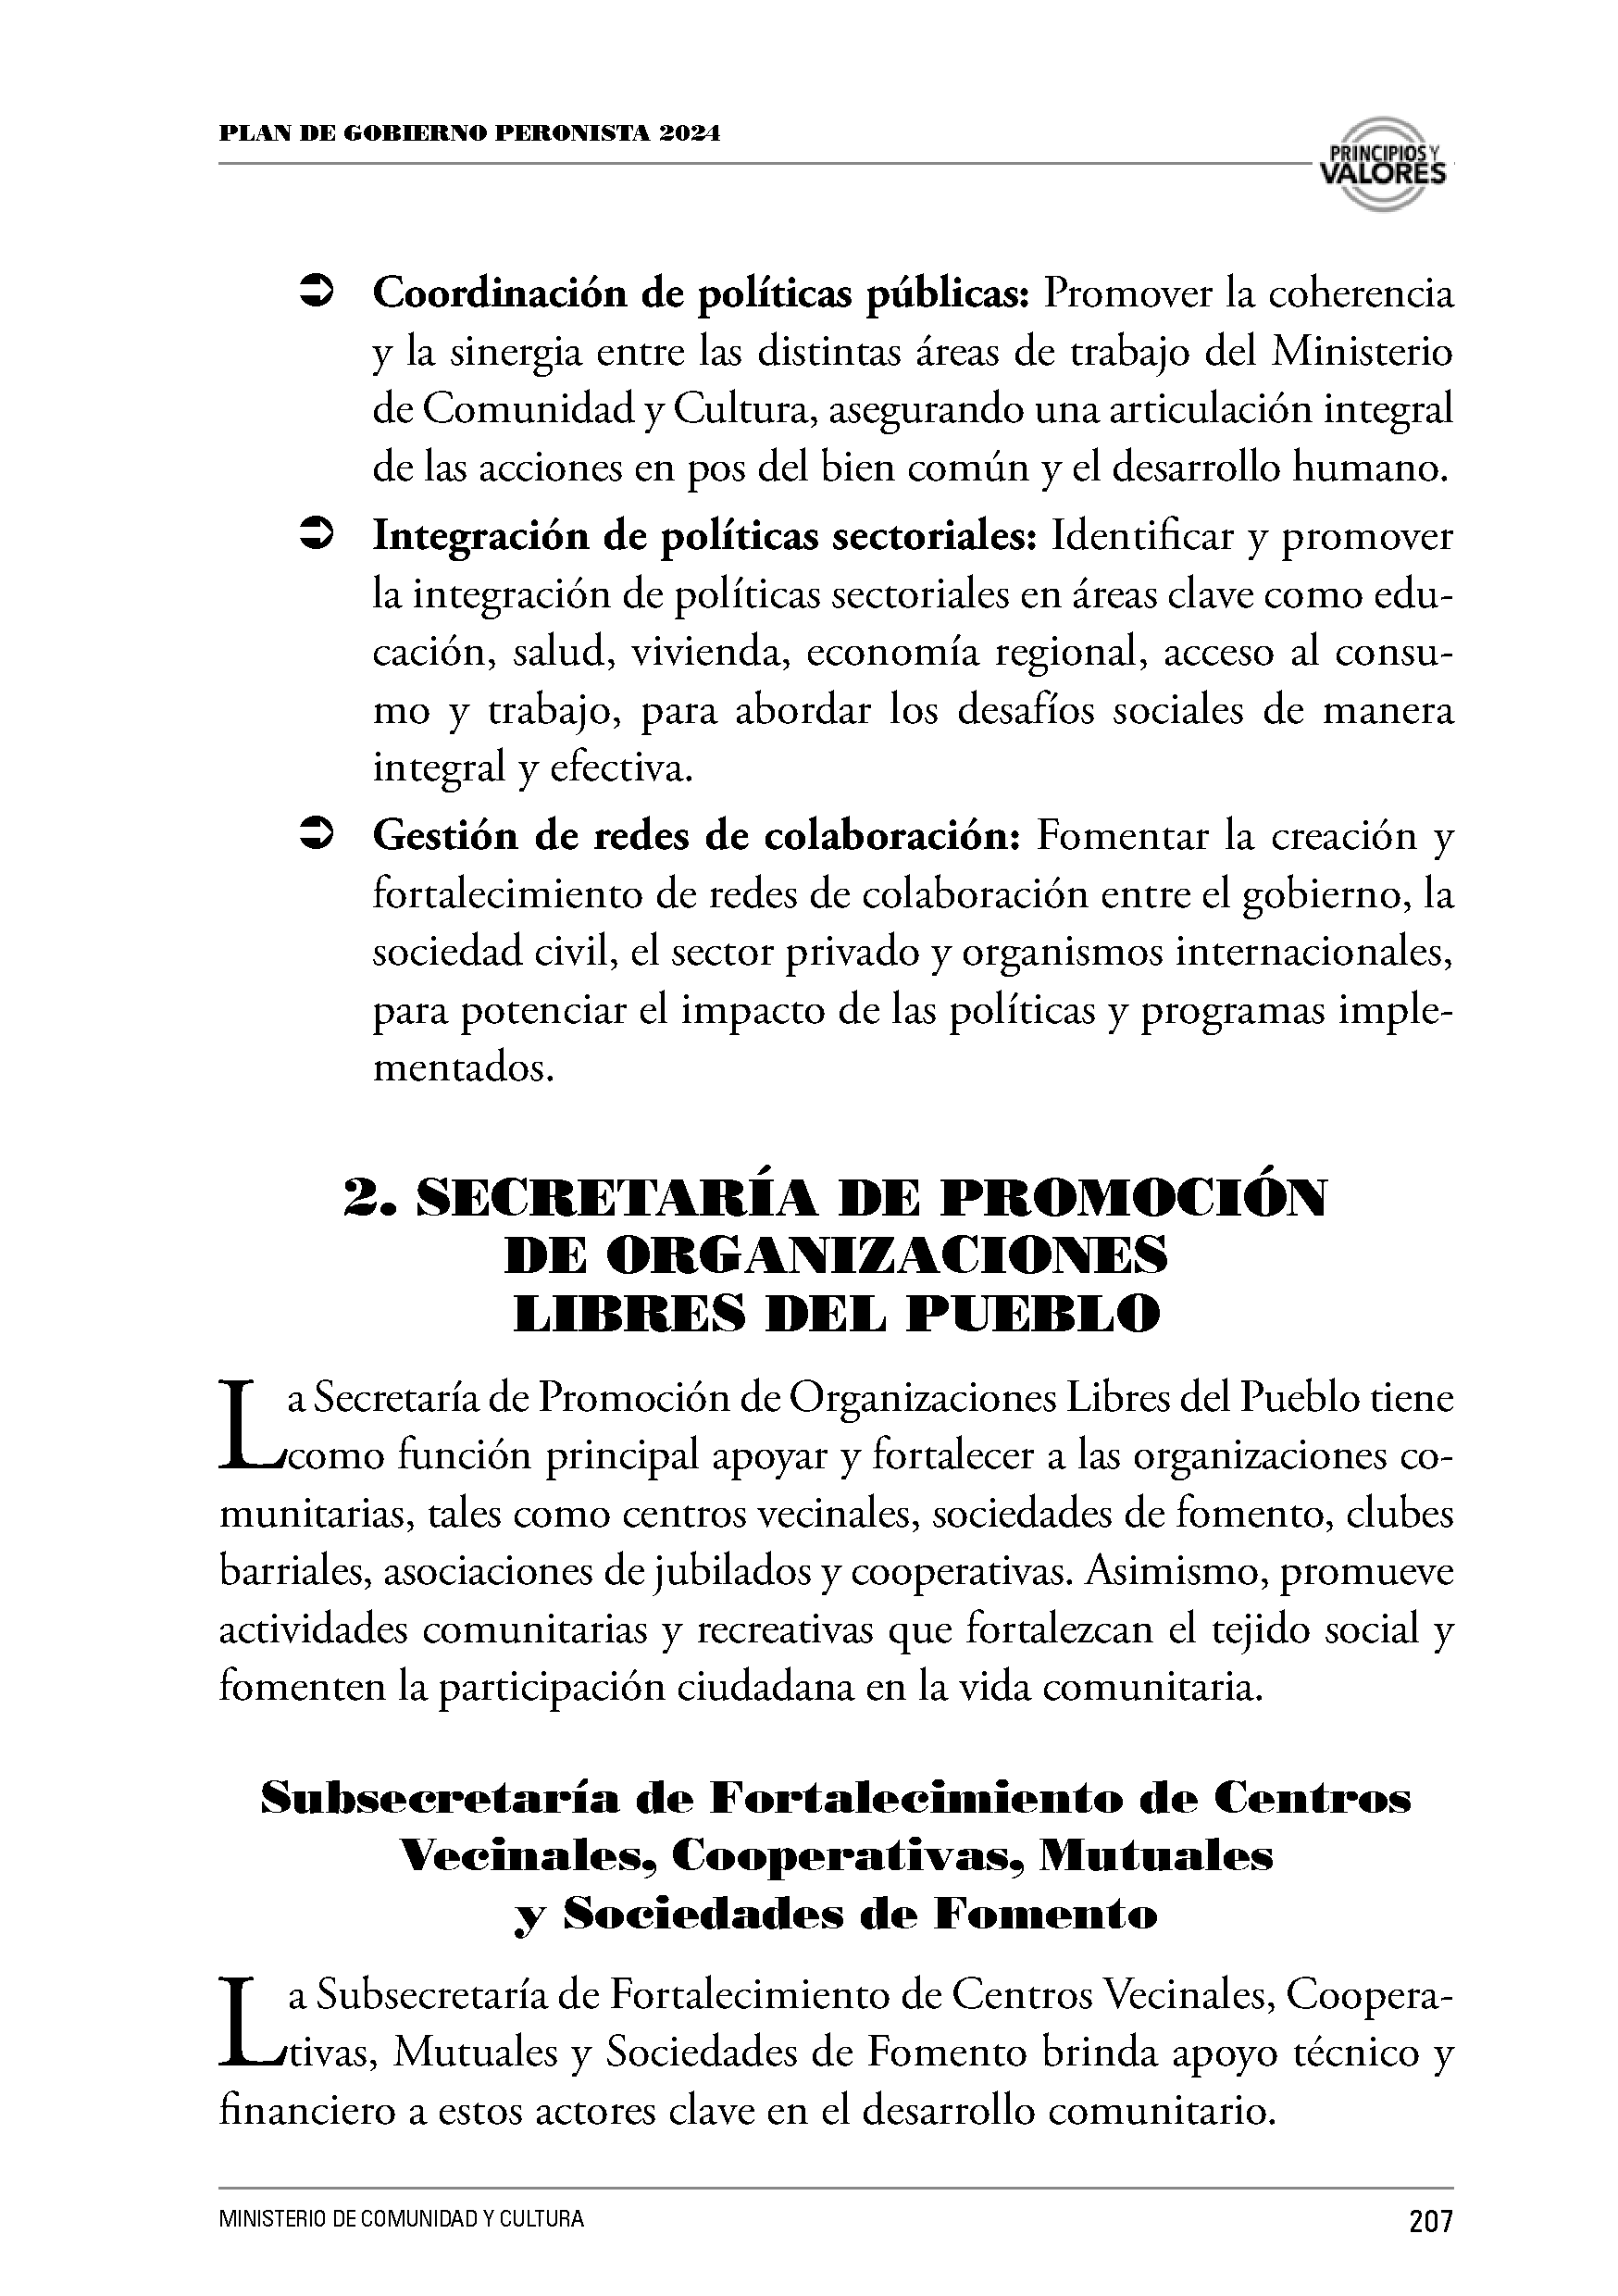 PLAN DE GOBIERNO PERONISTA 2024
PRINCIPIOS Y
VALORES
➲ Coordinación de políticas públicas: Promover la coherencia
y la sinergia entre las distintas áreas de trabajo del Ministerio
de Comunidad y Cultura, asegurando una articulación integral
de las acciones en pos del bien común y el desarrollo humano.
➲ Integración de políticas sectoriales: Identificar y promover
la integración de políticas sectoriales en áreas clave como edu-
cación, salud, vivienda, economía regional, acceso al consu-
mo y trabajo, para abordar los desafíos sociales de manera
integral y efectiva.
➲ Gestión de redes de colaboración: Fomentar la creación y
fortalecimiento de redes de colaboración entre el gobierno, la
sociedad civil, el sector privado y organismos internacionales,
para potenciar el impacto de las políticas y programas imple-
mentados.
2. SECRETARÍA DE PROMOCIÓN
DE ORGANIZACIONES
LIBRES DEL PUEBLO
La Secretaría de Promoción de Organizaciones Libres del Pueblo tiene
como función principal apoyar y fortalecer a las organizaciones co-
munitarias, tales como centros vecinales, sociedades de fomento, clubes
barriales, asociaciones de jubilados y cooperativas. Asimismo, promueve
actividades comunitarias y recreativas que fortalezcan el tejido social y
fomenten la participación ciudadana en la vida comunitaria.
Subsecretaría de Fortalecimiento de Centros
Vecinales, Cooperativas, Mutuales
y Sociedades de Fomento
La Subsecretaría de Fortalecimiento de Centros Vecinales, Coopera-
tivas, Mutuales y Sociedades de Fomento brinda apoyo técnico y
financiero a estos actores clave en el desarrollo comunitario.
MINISTERIO DE COMUNIDAD Y CULTURA
207